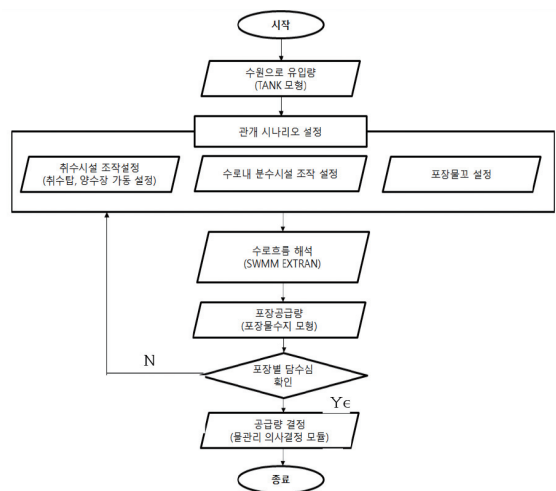 시작
수원으로 유입량
(TANK 모형)
관개 시나리오 설정
취수시설 조작설정
(취수탑, 양수장 가동 설정)
수로내 분수시설 조작 설정
포장물꼬 설정
수로흐름 해석
(SWMM EXTRAN)
포장공급량
(포장물수지 모형)
포장별 담수심
확인
N
Ye
공급량 결정
(물관리 의사결정 모듈)
종료